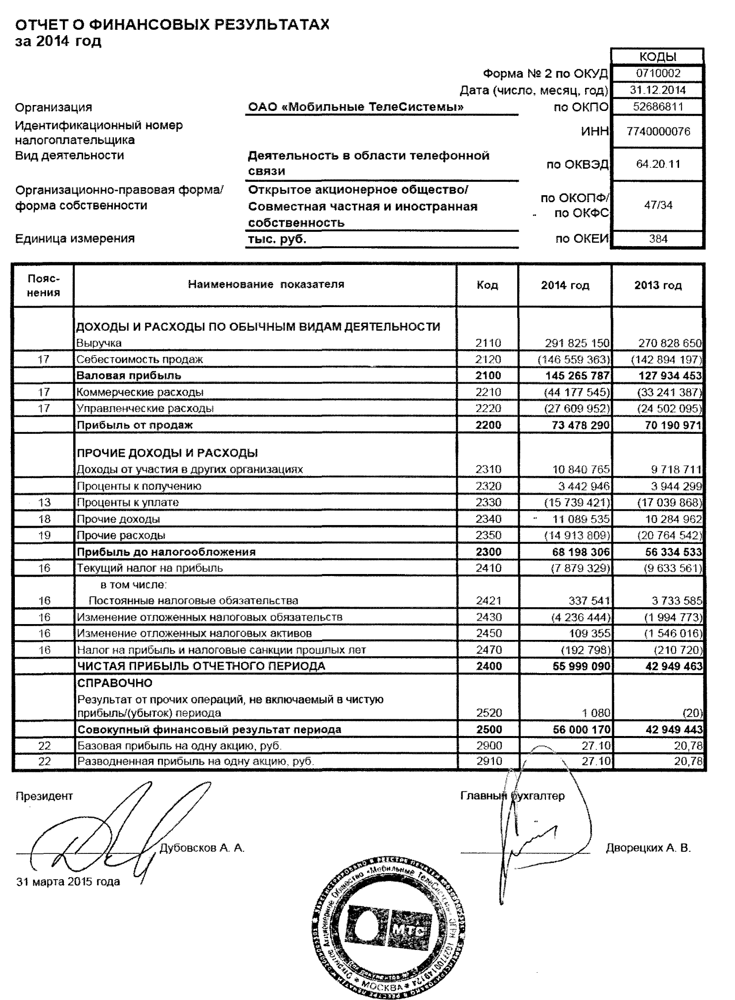 ОТЧЕТ О ФИНАНСОВЫХ РЕЗУЛЬТАТАХ
за 2014 год
КОДЫ
Форма № 2 по ОКУД 0710002
Дата (число, месяц, год) 31.12.2014
Организация ОАО «Мобильные ТелеСистемы» по ОКПО 52686811
Идентификационный номер
налогоплательщика ИНН 7740000076
Вид деятельности Деятельность в области телефонной
связи по ОКВЭД 64.20.11
Организационно-правовая форма/ Открытое акционерное общество/
форма собственности Совместная частная и иностранная по ОКОПФ/ 47/34
собственность по ОКФС
Единица измерения тыс. руб. по ОКЕИ 384
Пояс-
нения Наименование показателя Код 2014 год 2013 год
ДОХОДЫ И РАСХОДЫ ПО ОБЫЧНЫМ ВИДАМ ДЕЯТЕЛЬНОСТИ
Выручка 2110 291 825 150 270 828 650
17 Себестоимость продаж 2120 (146 559 363) (142 894 197)
Валовая прибыль 2100 145 265 787 127 934 453
17 Коммерческие расходы 2210 (44 177 545) (33 241 387)
17 Управленческие расходы 2220 (27 609 952) (24 502 095)
Прибыль от продаж 2200 73 478 290 70 190 971
ПРОЧИЕ ДОХОДЫ И РАСХОДЫ
Доходы от участия в других организациях 2310 10 840 765 9 718 711
Проценты к получению 2320 3 442 946 3 944 299
13 Проценты к уплате 2330 (15 739 421) (17 039 868)
18 Прочие доходы 2340 11 089 535 10 284 962
19 Прочие расходы 2350 (14 913 809) (20 764 542)
Прибыль до налогообложения 2300 68 198 306 56 334 533
16 Текущий налог на прибыль 2410 (7 879 329) (9 633 561)
в том числе:
16 Постоянные налоговые обязательства 2421 337 541 3 733 585
16 Изменение отложенных налоговых обязательств 2430 (4 236 444) (1 994 773)
16 Изменение отложенных налоговых активов 2450 109 355 (1 546 016)
16 Налог на прибыль и налоговые санкции прошлых лет 2470 (192 798) (210 720)
ЧИСТАЯ ПРИБЫЛЬ ОТЧЕТНОГО ПЕРИОДА 2400 55 999 090 42 949 463
СПРАВОЧНО
Результат от прочих операций, не включаемый в чистую
прибыль/(убыток) периода 2520 1 080 (20)
Совокупный финансовый результат периода 2500 56 000 170 42 949 443
22 Базовая прибыль на одну акцию, руб. 2900 27.10 20,78
22 Разводненная прибыль на одну акцию, руб. 2910 27.10 20,78
Президент Главный бухгалтер
Дубовсков А. А. Дворецких А. В.
31 марта 2015 года
Открытое Акционерное Общество «Мобильные ТелеСистемы» ОГРН 1027700149124
МТС
МОСКВА